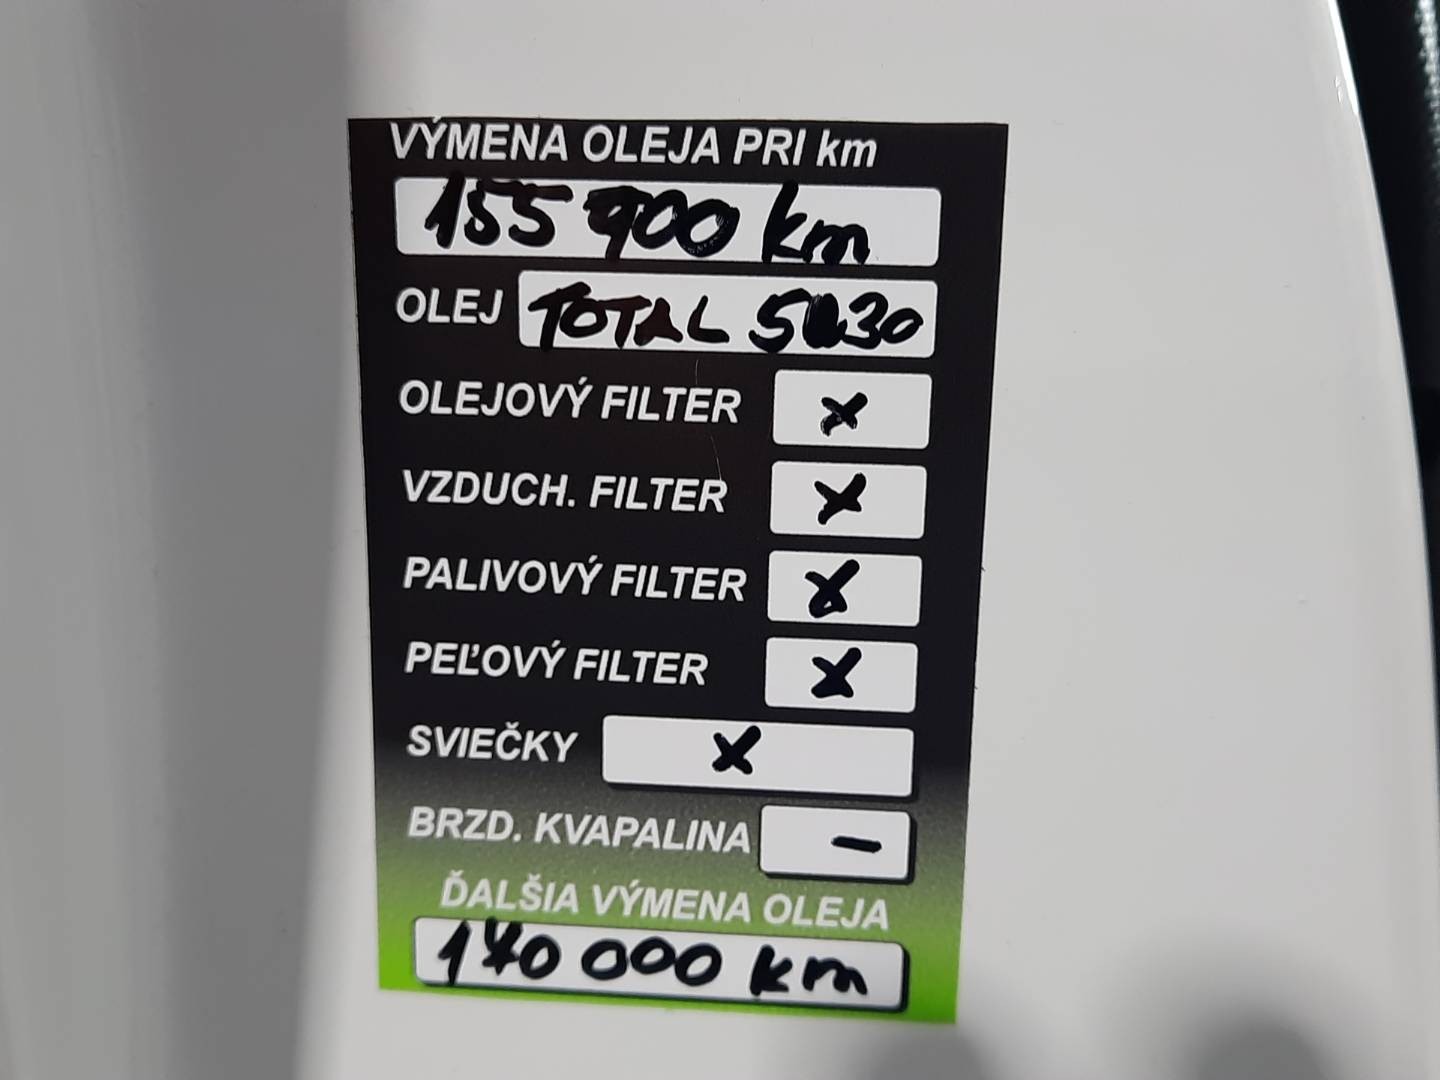 VÝMENA OLEJA PRI km
155 900 km
OLEJ TOTAL 5W30
OLEJOVÝ FILTER X
VZDUCH. FILTER X
PALIVOVÝ FILTER X
PEĽOVÝ FILTER X
SVIEČKY X
BRZD. KVAPALINA -
ĎALŠIA VÝMENA OLEJA
170 000 km